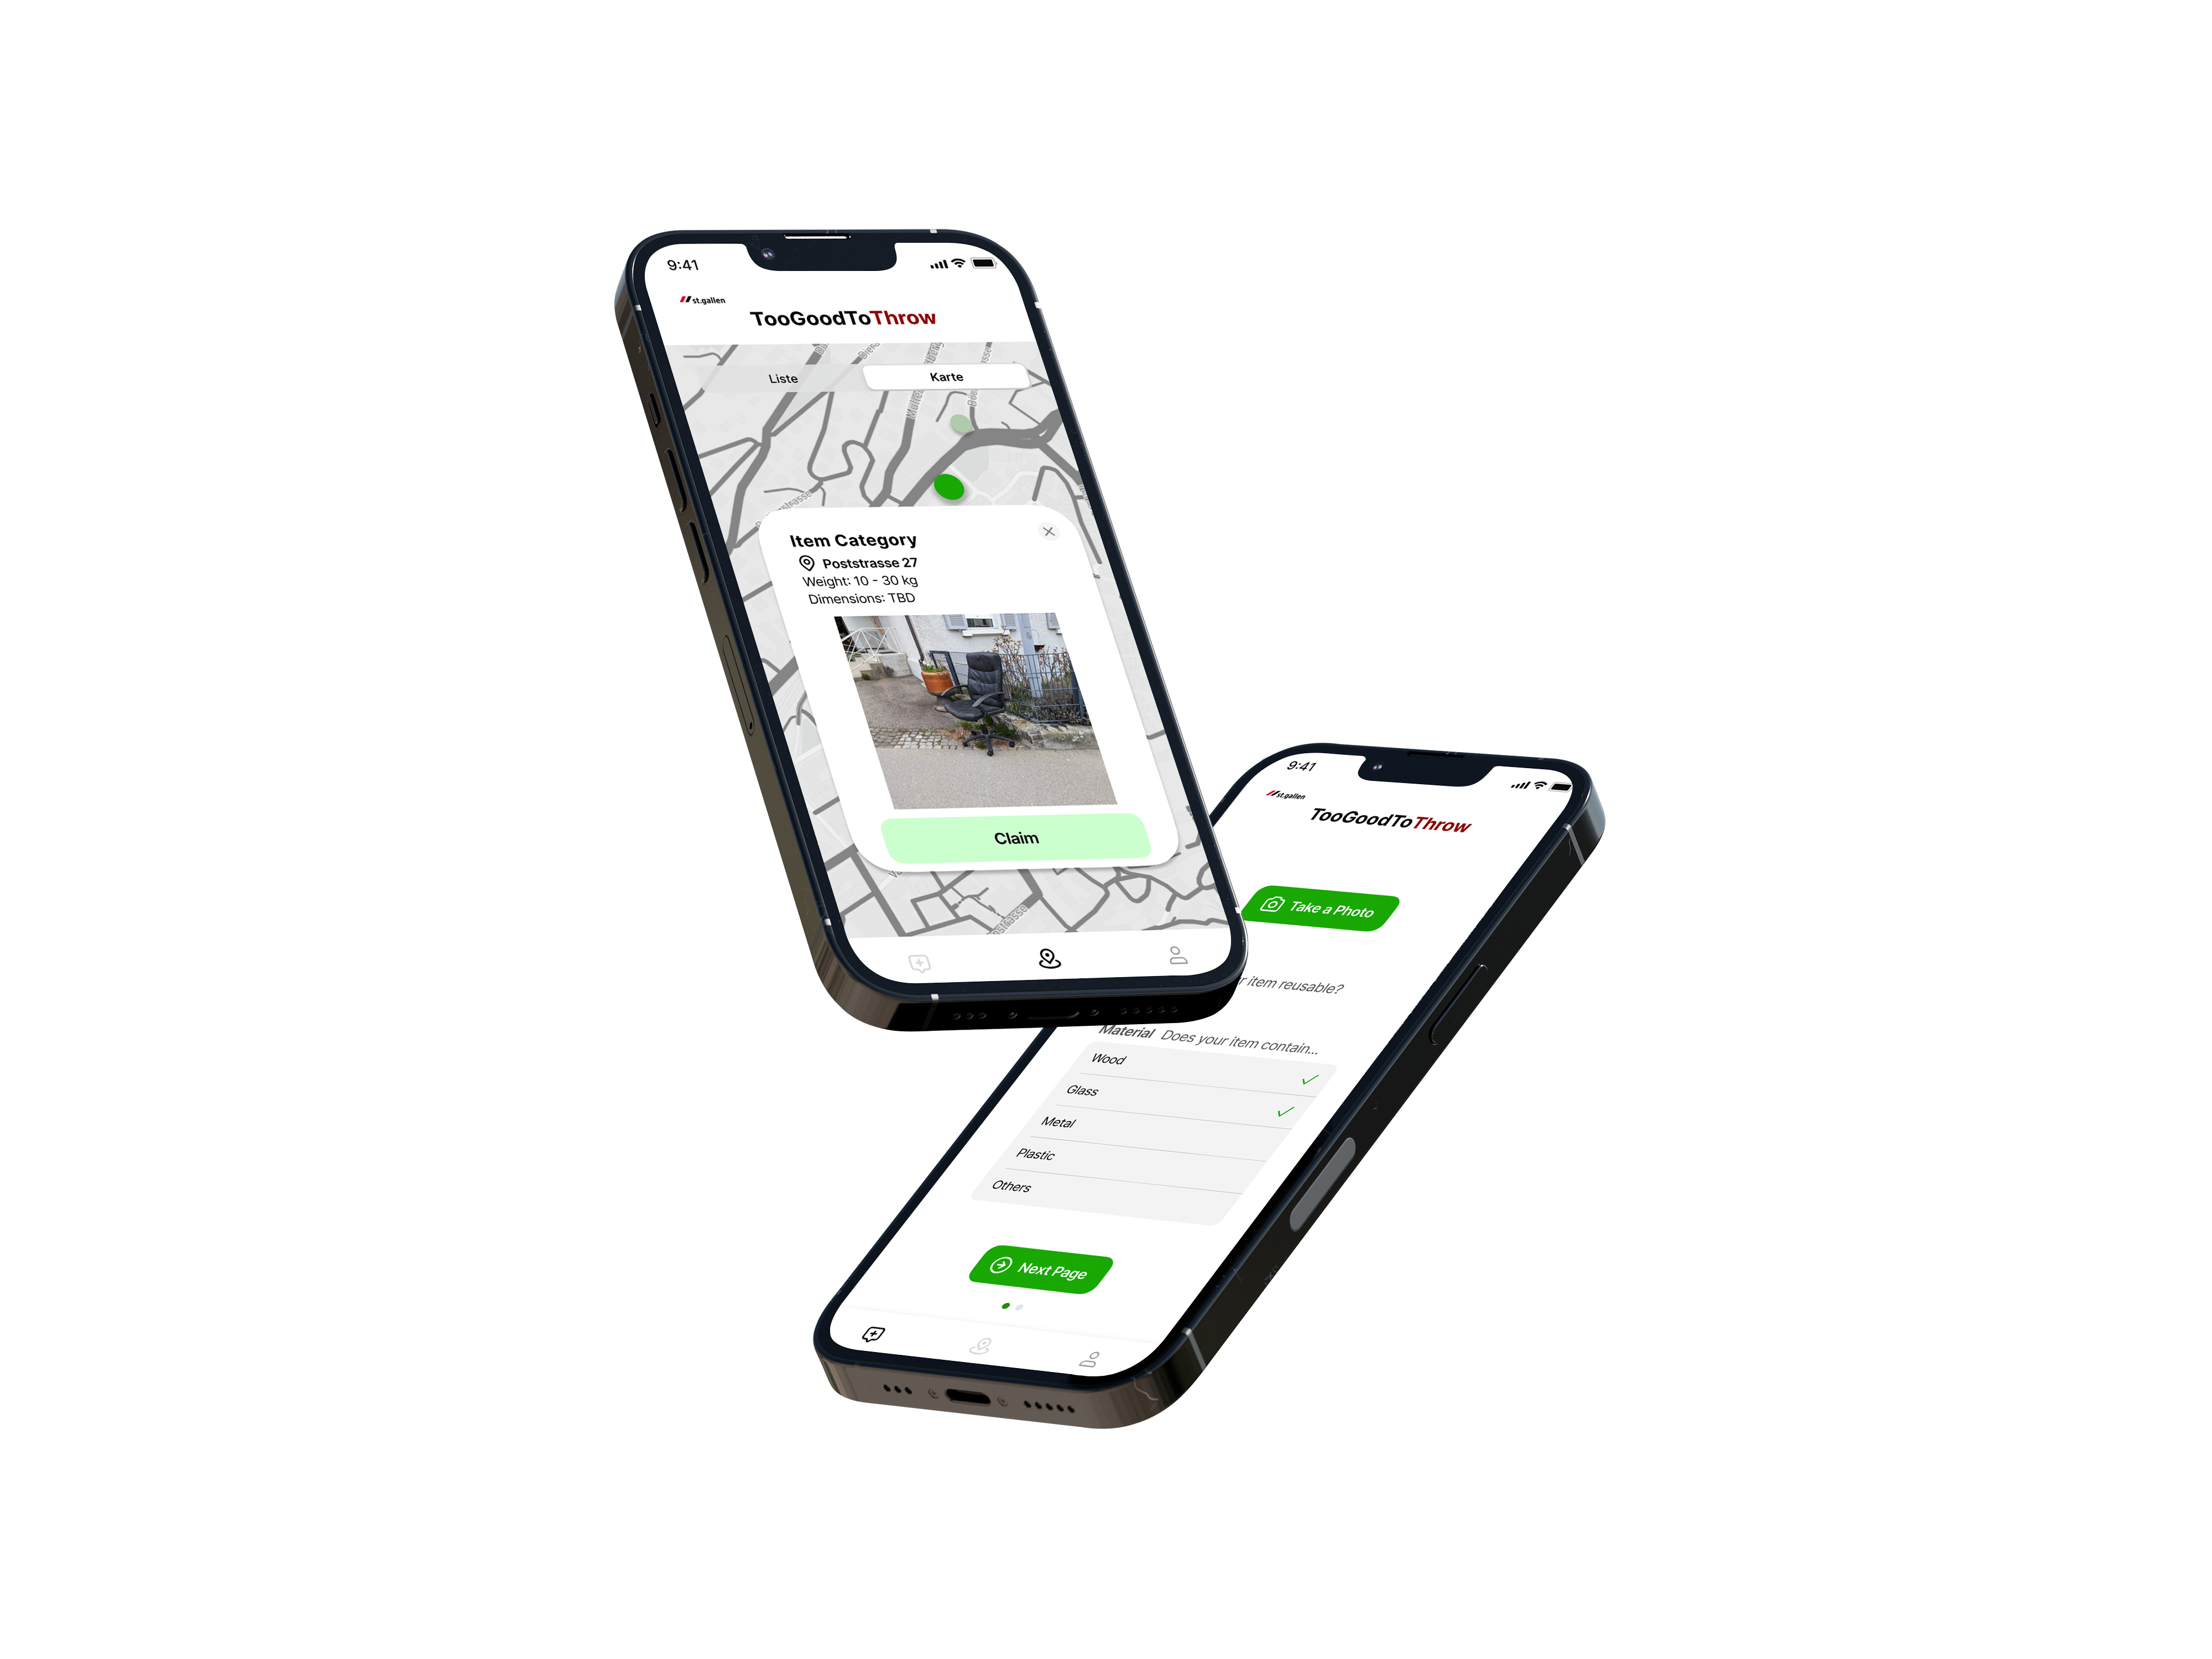 9:41
st.gallen
TooGoodToThrow
Liste
Karte
Item Category
Poststrasse 27
Weight: 10 - 30 kg
Dimensions: TBD
Claim
9:41
st.gallen
TooGoodToThrow
Take a Photo
item reusable?
Material Does your item contain...
Wood
Glass
Metal
Plastic
Others
Next Page